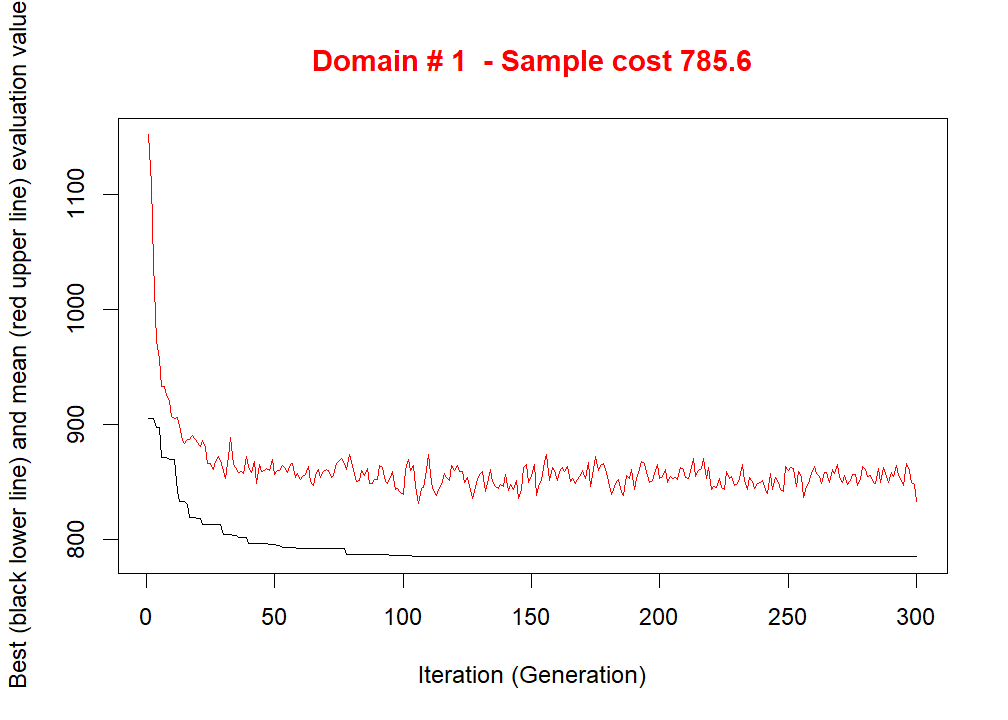 Domain # 1  - Sample cost 785.6
Best (black lower line) and mean (red upper line) evaluation value
1100
1000
900
800
0 50 100 150 200 250 300
Iteration (Generation)